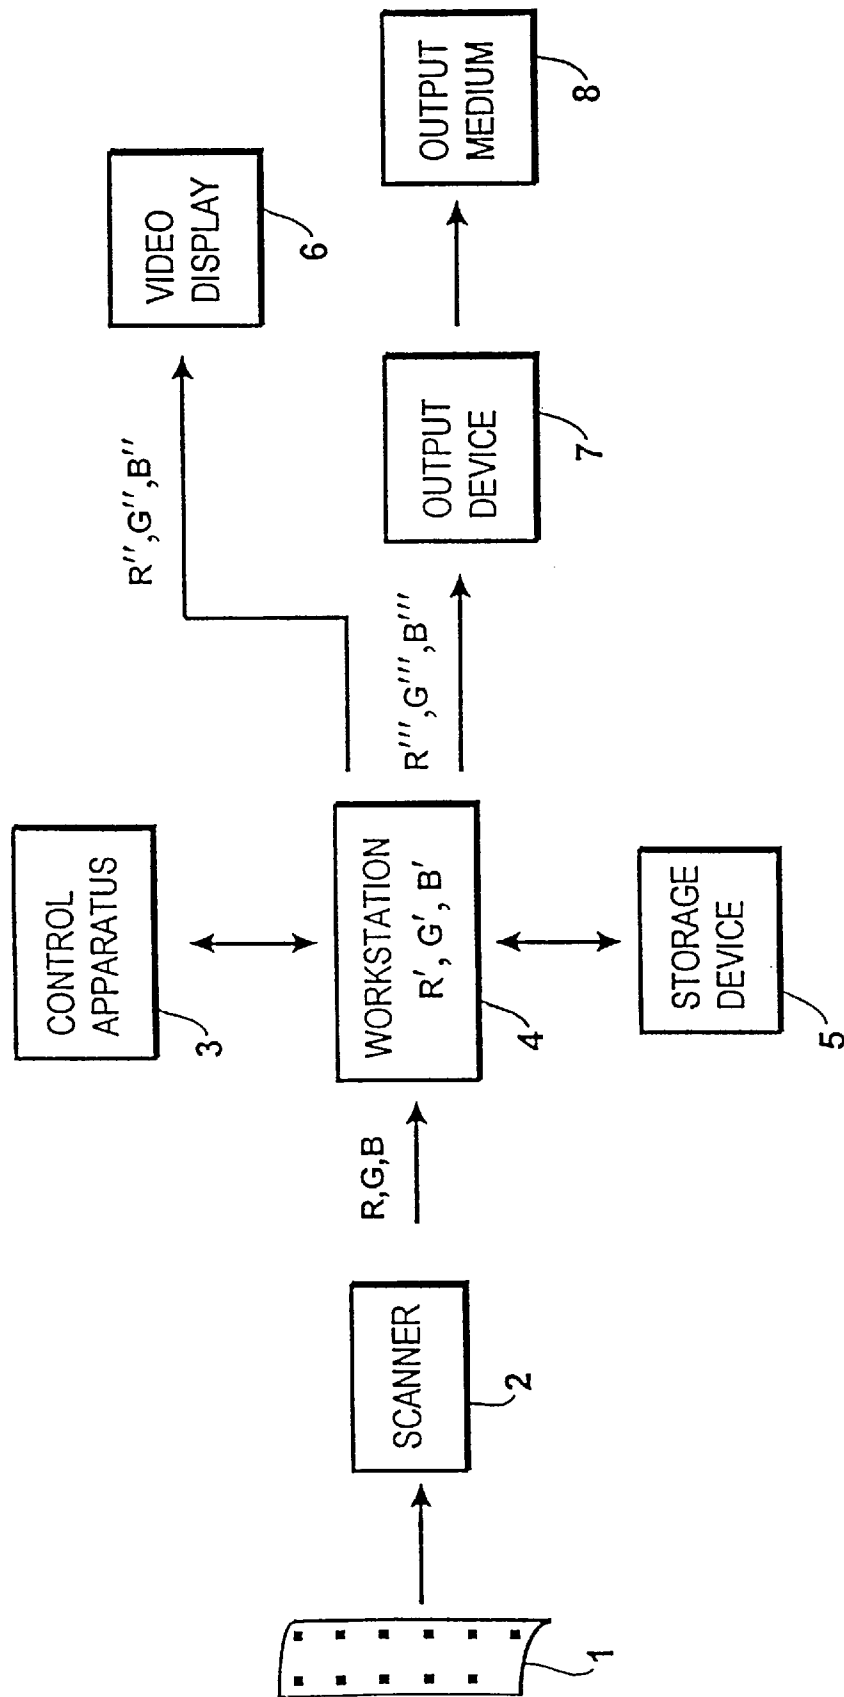 1
SCANNER
2
R,G,B
CONTROL
APPARATUS
3
WORKSTATION
R′, G′, B′
4
STORAGE
DEVICE
5
R′′,G′′,B′′
VIDEO
DISPLAY
6
R′′′,G′′′,B′′′
OUTPUT
DEVICE
7
OUTPUT
MEDIUM
8